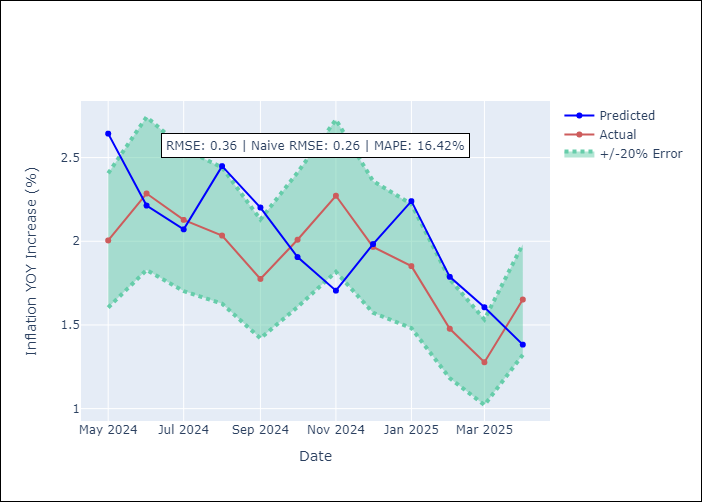 RMSE: 0.36 | Naive RMSE: 0.26 | MAPE: 16.42%
Predicted
Actual
+/-20% Error
Inflation YOY Increase (%)
2.5
2
1.5
1
May 2024
Jul 2024
Sep 2024
Nov 2024
Jan 2025
Mar 2025
Date